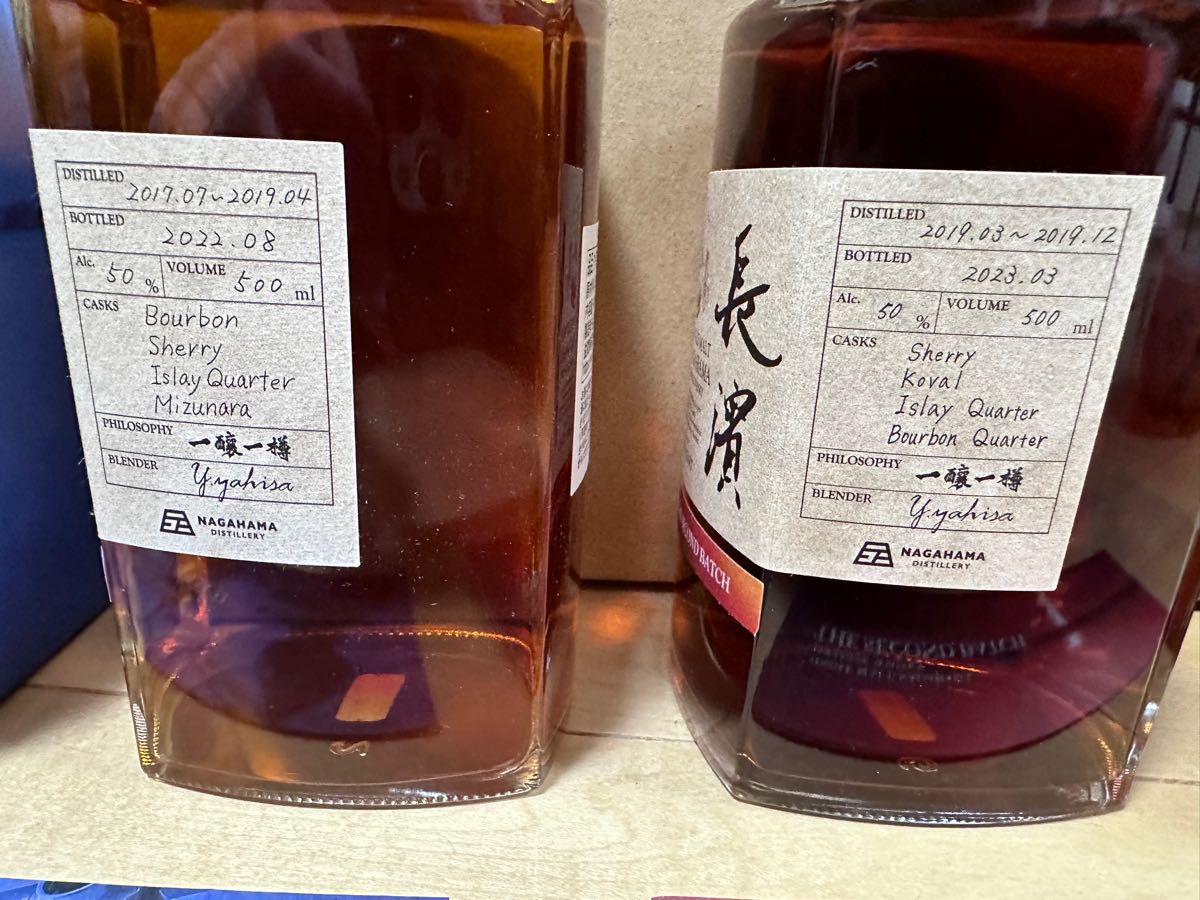 DISTILLED 2017.07~2019.04
BOTTLED 2022.08
Alc. 50 % VOLUME 500 ml
CASKS Bourbon
Sherry
Islay Quarter
Mizunara
PHILOSOPHY 一醸一樽
BLENDER Y.yahisa
NAGAHAMA
DISTILLERY
長濱
BATCH
DISTILLED 2019.03~2019.12
BOTTLED 2023.03
Alc. 50 % VOLUME 500 ml
CASKS Sherry
Koval
Islay Quarter
Bourbon Quarter
PHILOSOPHY 一醸一樽
BLENDER Y.yahisa
NAGAHAMA
DISTILLERY
THE SECOND BATCH